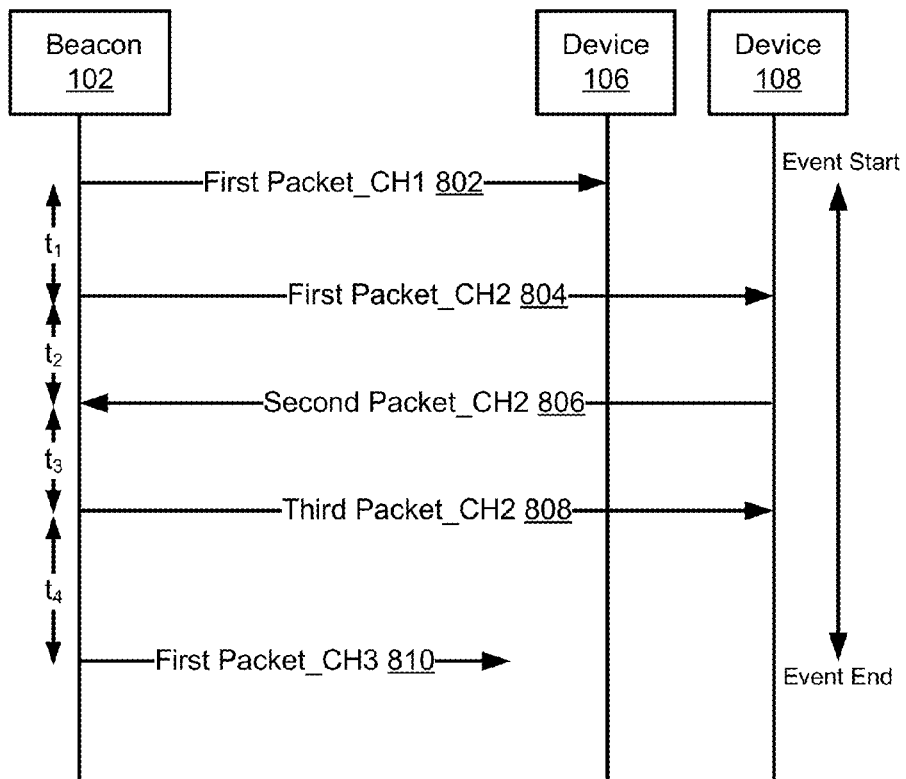 Beacon
102
Device
106
Device
108
Event Start
First Packet_CH1 802
t1
First Packet_CH2 804
t2
Second Packet_CH2 806
t3
Third Packet_CH2 808
t4
First Packet_CH3 810
Event End